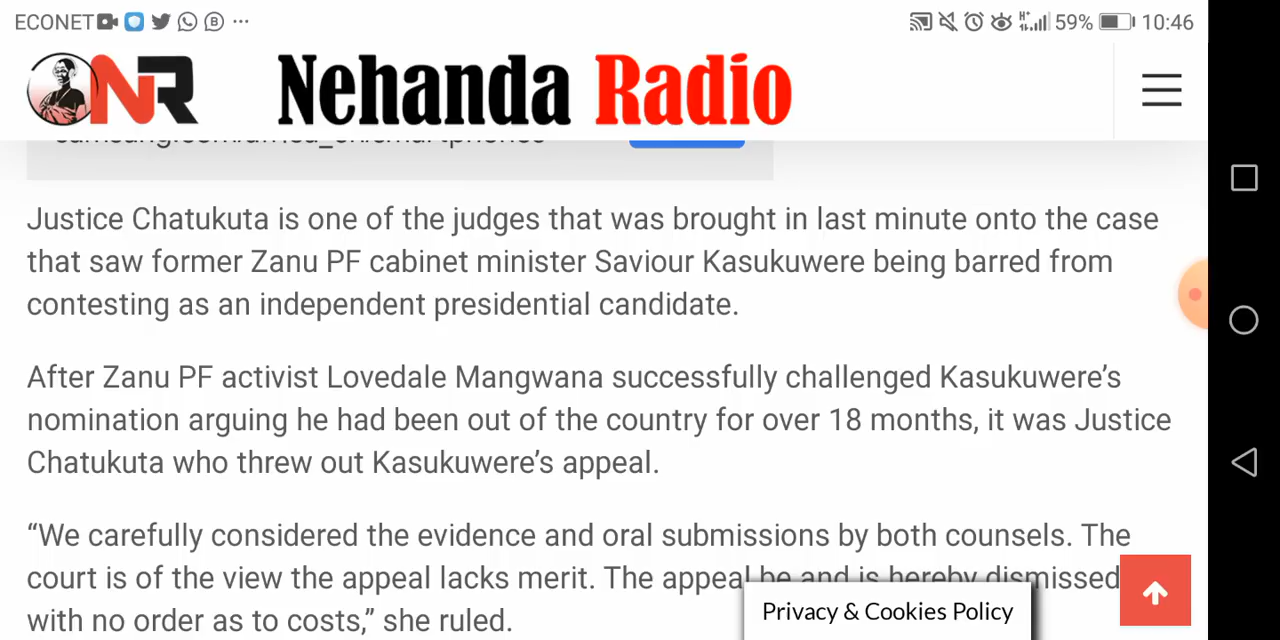 ECONET ... 59% 10:46
NR Nehanda Radio
Justice Chatukuta is one of the judges that was brought in last minute onto the case
that saw former Zanu PF cabinet minister Saviour Kasukuwere being barred from
contesting as an independent presidential candidate.
After Zanu PF activist Lovedale Mangwana successfully challenged Kasukuwere’s
nomination arguing he had been out of the country for over 18 months, it was Justice
Chatukuta who threw out Kasukuwere’s appeal.
“We carefully considered the evidence and oral submissions by both counsels. The
court is of the view the appeal lacks merit. The appeal be and is hereby dismissed
with no order as to costs,” she ruled.
Privacy & Cookies Policy